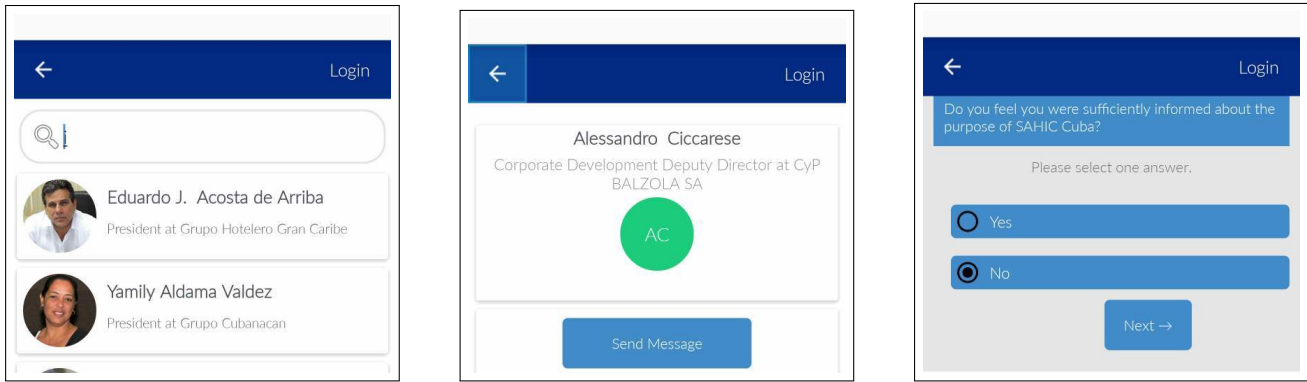 Login
i
Eduardo J. Acosta de Arriba
President at Grupo Hotelero Gran Caribe
Yamily Aldama Valdez
President at Grupo Cubanacan
Login
Alessandro Ciccarese
Corporate Development Deputy Director at CyP
BALZOLA SA
AC
Send Message
Login
Do you feel you were sufficiently informed about the
purpose of SAHIC Cuba?
Please select one answer.
Yes
No
Next →